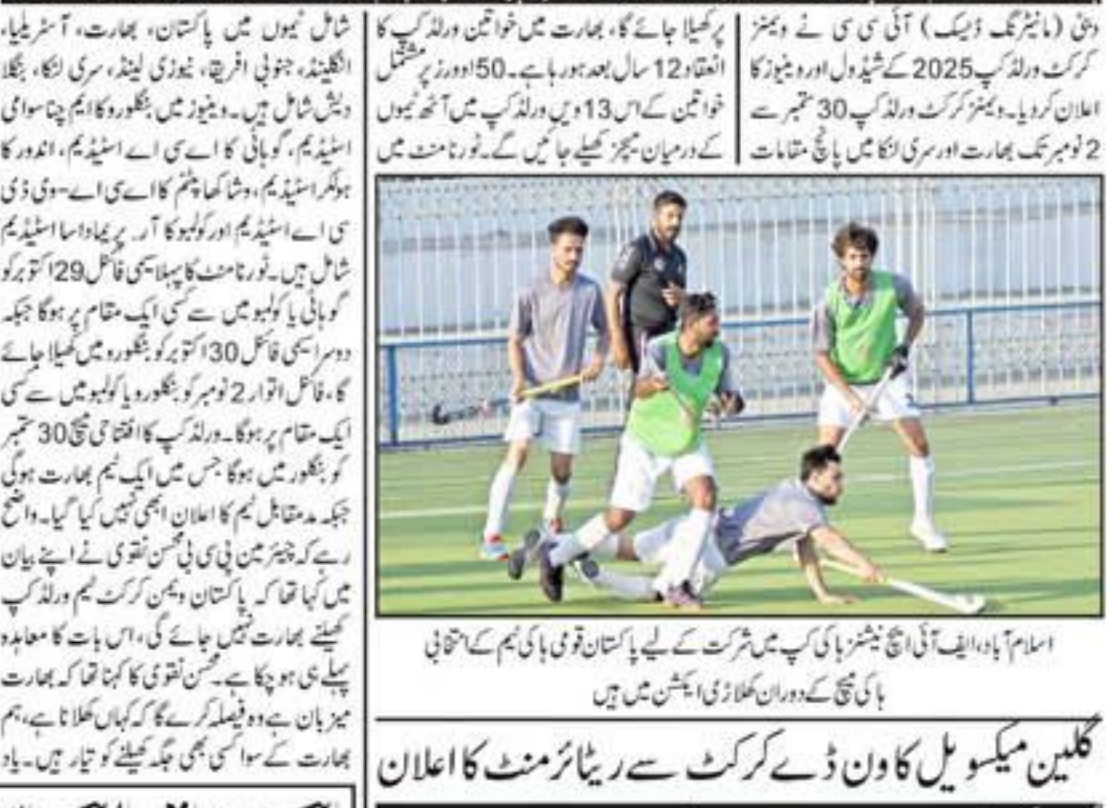 دبئی (مانیٹرنگ ڈیسک) آئی سی سی نے ویمنز
کرکٹ ورلڈ کپ 2025 کے شیڈول اور وینیوز کا
اعلان کردیا۔ ویمنز کرکٹ ورلڈ کپ 30 ستمبر سے
2 نومبر تک بھارت اور سری لنکا میں پانچ مقامات
پر کھیلا جائے گا، بھارت میں خواتین ورلڈ کپ کا
انعقاد 12 سال بعد ہو رہا ہے۔ 50 اوورز پر مشتمل
خواتین کے اس 13 ویں ورلڈ کپ میں آٹھ ٹیموں
کے درمیان میچز کھیلے جائیں گے۔ ٹورنامنٹ میں
شامل ٹیموں میں پاکستان، بھارت، آسٹریلیا،
انگلینڈ، جنوبی افریقا، نیوزی لینڈ، سری لنکا، بنگلا
دیش شامل ہیں۔ وینیوز میں بنگلورو کا ایم چناسوامی
اسٹیڈیم، گوہاٹی کا اے سی اے اسٹیڈیم، اندور کا
ہولکر اسٹیڈیم، وشاکھاپٹنم کا اے سی اے-وی ڈی
سی اے اسٹیڈیم اور کولمبو کا آر۔ پریماداسا اسٹیڈیم
شامل ہیں۔ ٹورنامنٹ کا پہلا سیمی فائنل 29 اکتوبر کو
گوہاٹی یا کولمبو میں سے کسی ایک مقام پر ہوگا جبکہ
دوسرا سیمی فائنل 30 اکتوبر کو بنگلورو میں کھیلا جائے
گا، فائنل اتوار 2 نومبر کو بنگلورو یا کولمبو میں سے کسی
ایک مقام پر ہوگا۔ ورلڈ کپ کا افتتاحی میچ 30 ستمبر
کو بنگلور میں ہوگا جس میں ایک ٹیم بھارت ہوگی
جبکہ مدمقابل ٹیم کا اعلان ابھی نہیں کیا گیا۔ واضح
رہے کہ چیئرمین پی سی بی محسن نقوی نے اپنے بیان
میں کہا تھا کہ پاکستان ویمن کرکٹ ٹیم ورلڈ کپ
کھیلنے بھارت نہیں جائے گی، اس بات کا معاہدہ
پہلے ہی ہو چکا ہے۔ محسن نقوی کا کہنا تھا کہ بھارت
میزبان ہے وہ فیصلہ کرے گا کہ کہاں کھلانا ہے، ہم
بھارت کے سوا کسی بھی جگہ کھیلنے کو تیار ہیں۔ یاد
اسلام آباد، ایف آئی ایچ نیشنز ہاکی کپ میں شرکت کے لیے پاکستان قومی ہاکی ٹیم کے انتخابی
ہاکی میچ کے دوران کھلاڑی ایکشن میں ہیں
گلین میکسویل کا ون ڈے کرکٹ سے ریٹائرمنٹ کا اعلان